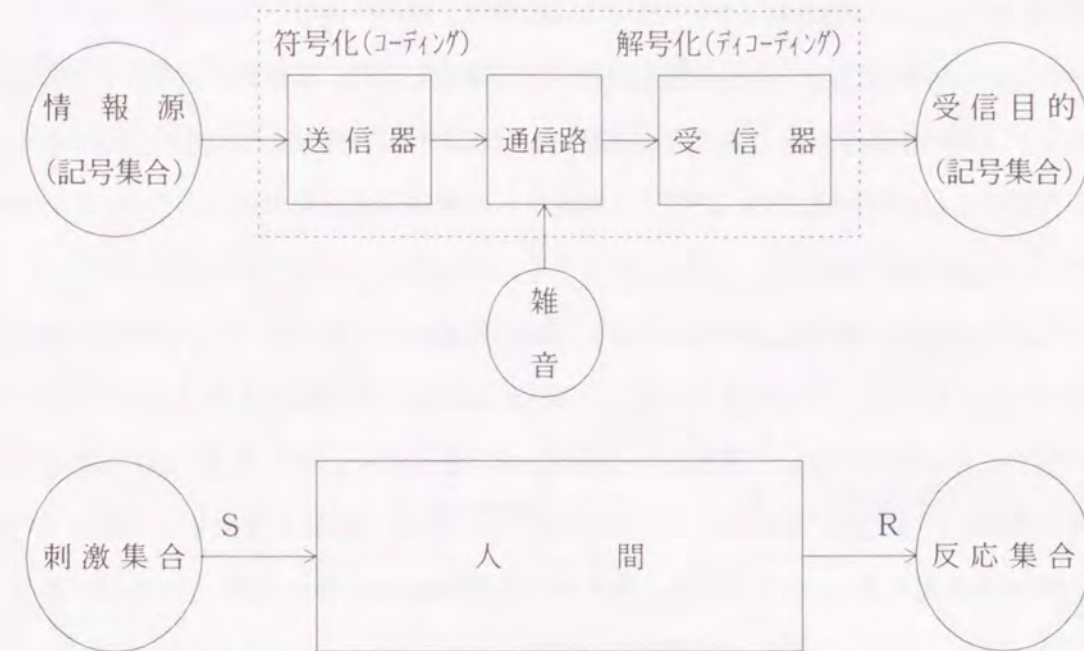 符号化(コーディング)
解号化(ディコーディング)
情報源
(記号集合)
送信器
通信路
受信器
受信目的
(記号集合)
雑
音
刺激集合
S
人間
R
反応集合